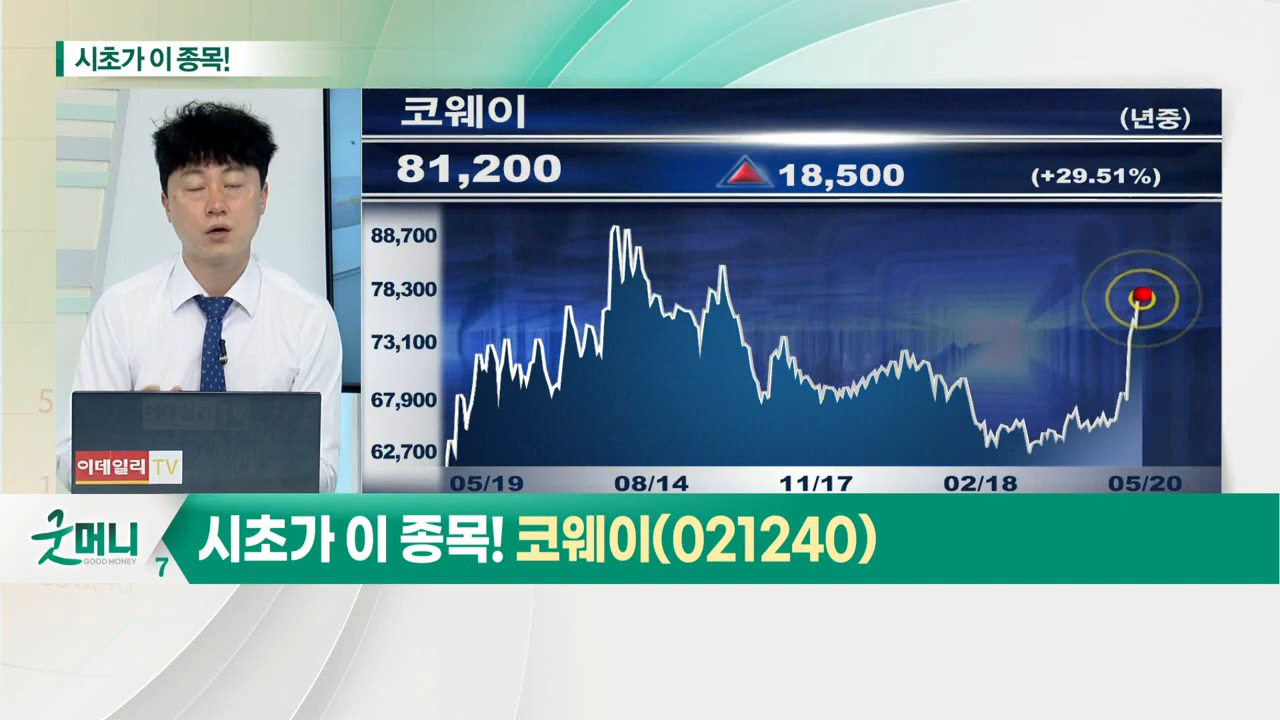 시초가 이 종목!
코웨이
(년중)
81,200
18,500
(+29.51%)
88,700
78,300
73,100
67,900
62,700
05/19
08/14
11/17
02/18
05/20
이데일리 TV
굿머니
GOOD MONEY
7
시초가 이 종목! 코웨이(021240)